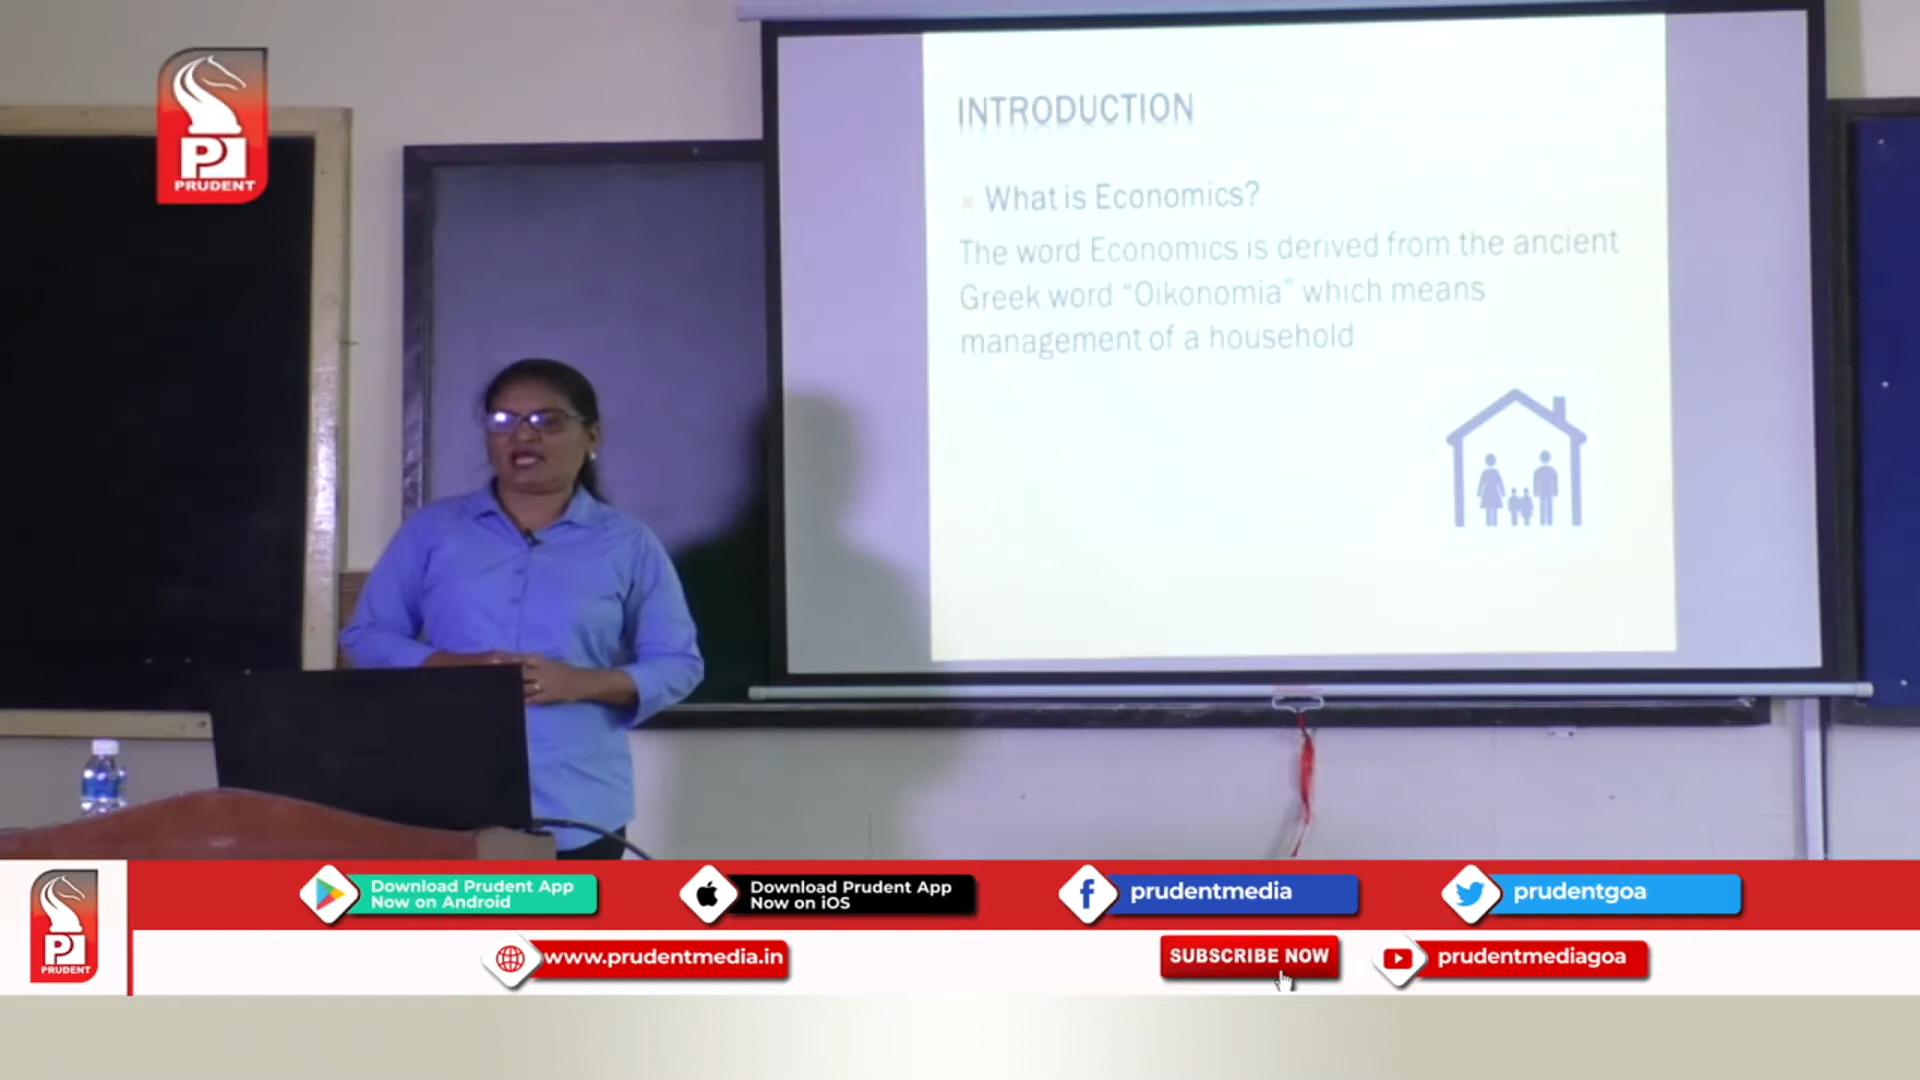 PRUDENT
INTRODUCTION
What is Economics?
The word Economics is derived from the ancient
Greek word “Oikonomia” which means
management of a household
PRUDENT
Download Prudent App
Now on Android
Download Prudent App
Now on iOS
prudentmedia
prudentgoa
www.prudentmedia.in
SUBSCRIBE NOW
prudentmediagoa